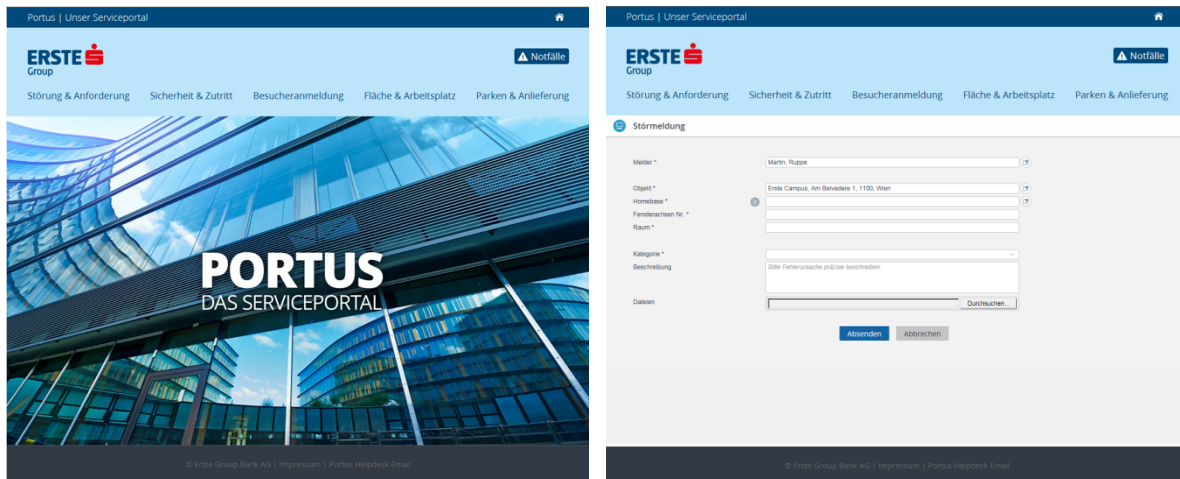 Portus | Unser Serviceportal
ERSTE
Group
Notfälle
Störung & Anforderung
Sicherheit & Zutritt
Besucheranmeldung
Fläche & Arbeitsplatz
Parken & Anlieferung
PORTUS
DAS SERVICEPORTAL
© Erste Group Bank AG | Impressum | Portus Helpdesk Email
Portus | Unser Serviceportal
ERSTE
Group
Notfälle
Störung & Anforderung
Sicherheit & Zutritt
Besucheranmeldung
Fläche & Arbeitsplatz
Parken & Anlieferung
Störmeldung
Melder *
Martin, Ruppe
Objekt *
Erste Campus, Am Belvedere 1, 1100, Wien
Homebase *
Fensterachsen Nr. *
Raum *
Kategorie *
Beschreibung
Bitte Fehlerursache präzise beschreiben.
Dateien
Durchsuchen...
Absenden
Abbrechen
© Erste Group Bank AG | Impressum | Portus Helpdesk Email